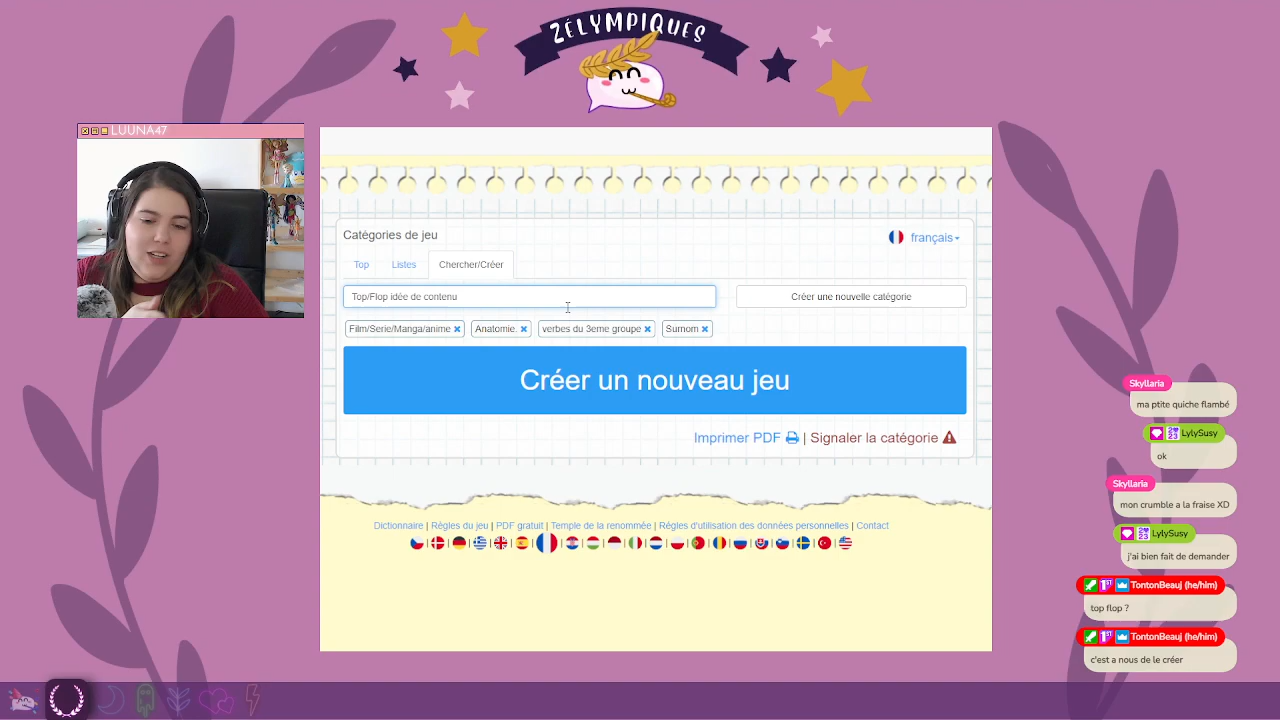 ZÉLYMPIQUES
LUUNA47
Catégories de jeu
français
Top
Listes
Chercher/Créer
Top/Flop idée de contenu
Créer une nouvelle catégorie
Film/Serie/Manga/anime
Anatomie.
verbes du 3eme groupe
Surnom
Créer un nouveau jeu
Imprimer PDF | Signaler la catégorie
Dictionnaire | Règles du jeu | PDF gratuit | Temple de la renommée | Règles d'utilisation des données personnelles | Contact
Skyllaria
ma ptite quiche flambé
LylySusy
ok
Skyllaria
mon crumble a la fraise XD
LylySusy
j'ai bien fait de demander
TontonBeauj (he/him)
top flop ?
TontonBeauj (he/him)
c'est a nous de le créer